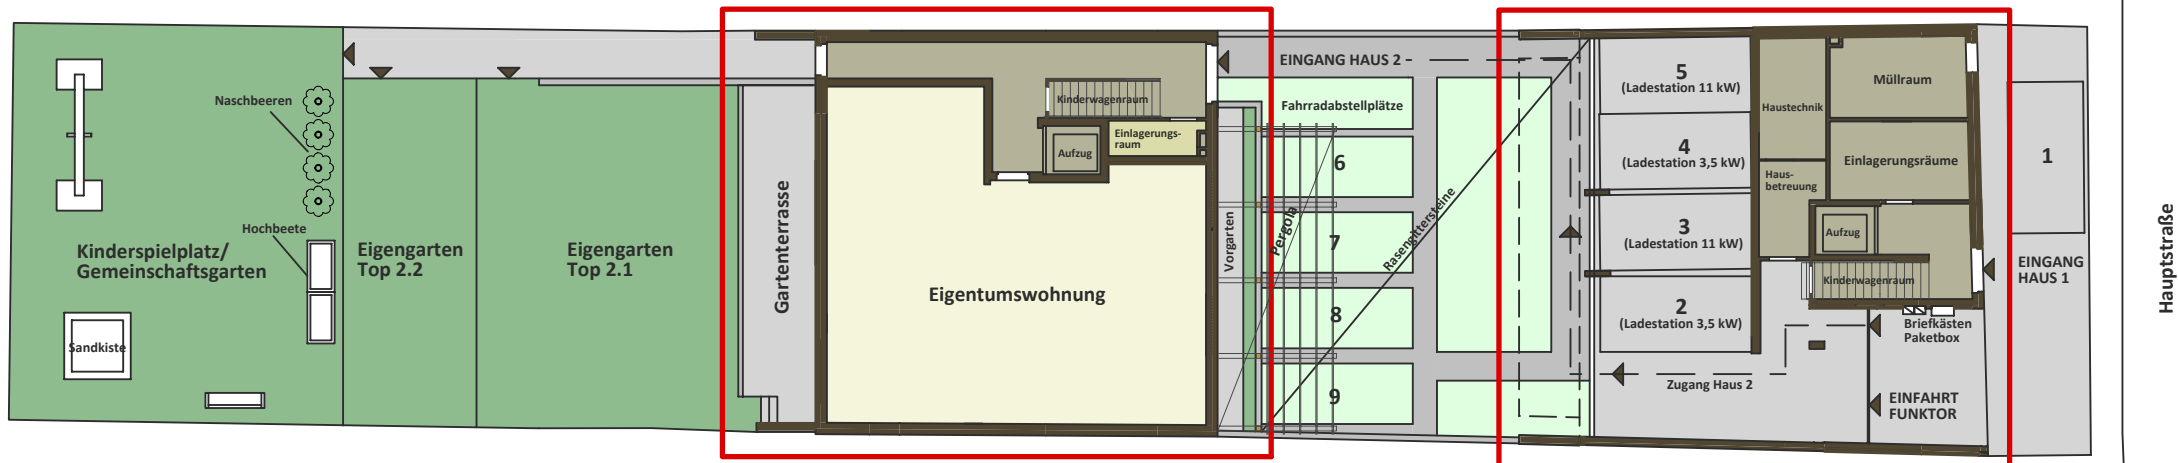 Naschbeeren
Hochbeete
Kinderspielplatz/
Gemeinschaftsgarten
Sandkiste
Eigengarten
Top 2.2
Eigengarten
Top 2.1
Gartenterrasse
Kinderwagenraum
Aufzug
Einlagerungs-
raum
Eigentumswohnung
EINGANG HAUS 2
Fahrradabstellplätze
Vorgarten
Pergola
Rasengittersteine
6
7
8
9
5
(Ladestation 11 kW)
4
(Ladestation 3,5 kW)
3
(Ladestation 11 kW)
2
(Ladestation 3,5 kW)
Zugang Haus 2
Haustechnik
Haus-
betreuung
Müllraum
Einlagerungsräume
Aufzug
Kinderwagenraum
Briefkästen
Paketbox
EINFAHRT
FUNKTOR
1
EINGANG
HAUS 1
Hauptstraße